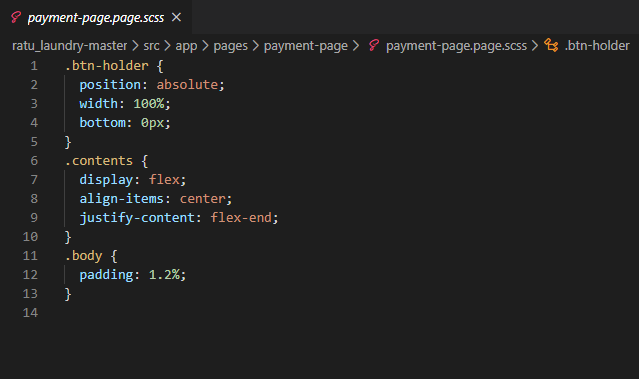 payment-page.page.scss ×
ratu_laundry-master > src > app > pages > payment-page > payment-page.page.scss > .btn-holder
1 .btn-holder {
2   position: absolute;
3   width: 100%;
4   bottom: 0px;
5 }
6 .contents {
7   display: flex;
8   align-items: center;
9   justify-content: flex-end;
10 }
11 .body {
12   padding: 1.2%;
13 }
14